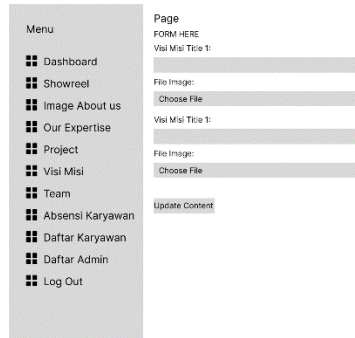 Menu
Dashboard
Showreel
Image About us
Our Expertise
Project
Visi Misi
Team
Absensi Karyawan
Daftar Karyawan
Daftar Admin
Log Out
Page
FORM HERE
Visi Misi Title 1:
File Image:
Choose File
Visi Misi Title 1:
File Image:
Choose File
Update Content